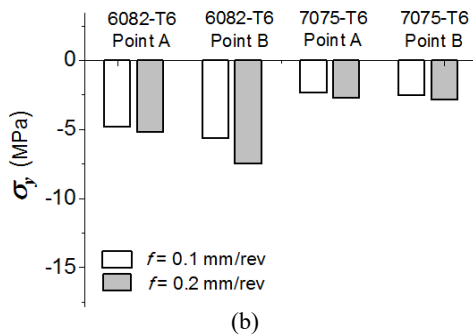 6082-T6 6082-T6 7075-T6 7075-T6
Point A Point B Point A Point B
0
-5
-10
-15
σy (MPa)
f = 0.1 mm/rev
f = 0.2 mm/rev
(b)